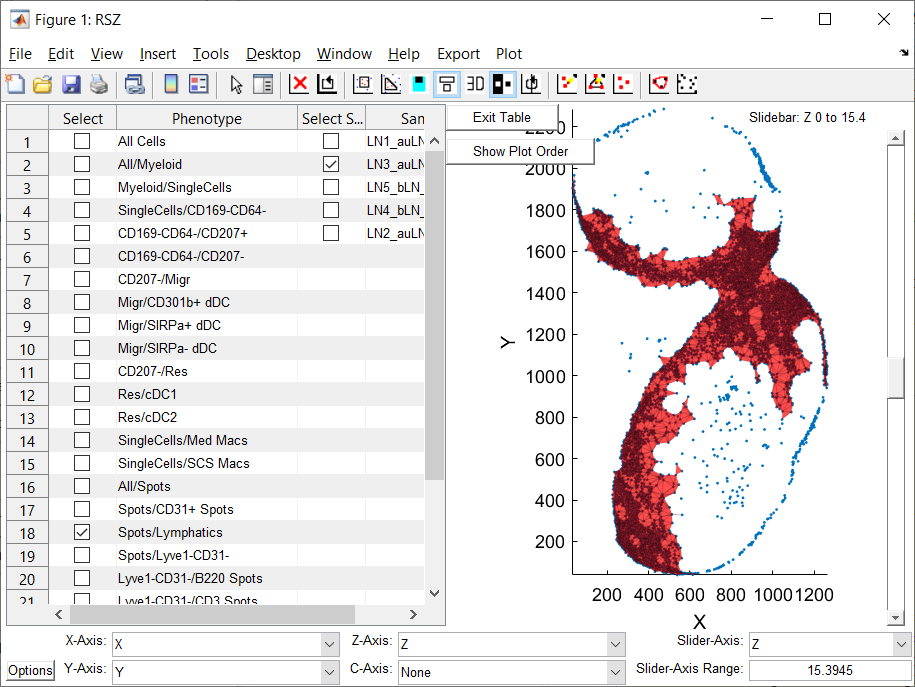 Figure 1: RSZ
File Edit View Insert Tools Desktop Window Help Export Plot
3D
Select Phenotype Select S... San
1 All Cells LN1_auLN
2 All/Myeloid LN3_auLN
3 Myeloid/SingleCells LN5_bLN_
4 SingleCells/CD169-CD64- LN4_bLN_
5 CD169-CD64-/CD207+ LN2_auLN
6 CD169-CD64-/CD207-
7 CD207-/Migr
8 Migr/CD301b+ dDC
9 Migr/SIRPa+ dDC
10 Migr/SIRPa- dDC
11 CD207-/Res
12 Res/cDC1
13 Res/cDC2
14 SingleCells/Med Macs
15 SingleCells/SCS Macs
16 All/Spots
17 Spots/CD31+ Spots
18 Spots/Lymphatics
19 Spots/Lyve1-CD31-
20 Lyve1-CD31-/B220 Spots
21 Lyve1-CD31-/CD3 Spots
Exit Table
Show Plot Order
Slidebar: Z 0 to 15.4
2200
2000
1800
1600
1400
1200
1000
800
600
400
200
Y
200 400 600 800 1000 1200
X
X-Axis: X Z-Axis: Z Slider-Axis: Z
Options Y-Axis: Y C-Axis: None Slider-Axis Range: 15.3945